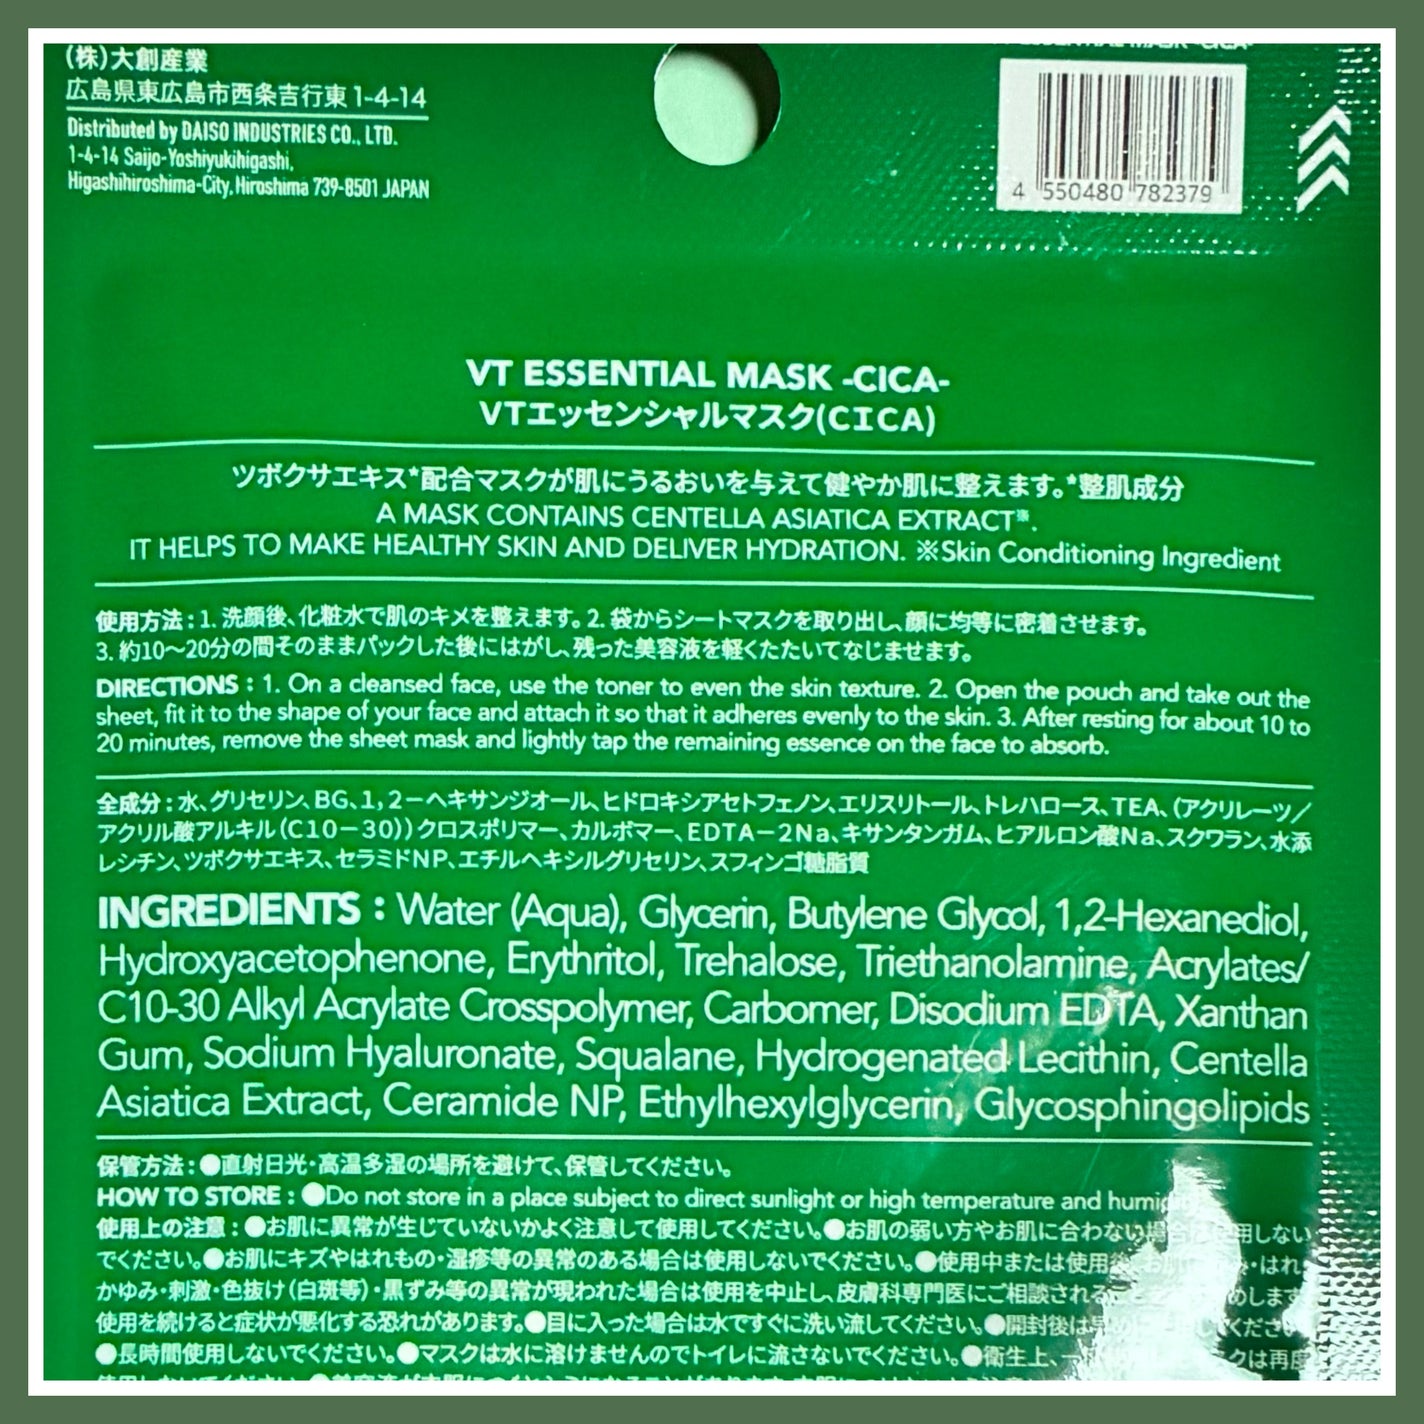 (株)大創産業
広島県東広島市西条吉行東1-4-14
Distributed by DAISO INDUSTRIES CO., LTD.
1-4-14 Saijo-Yoshiyukihigashi,
Higashihiroshima-City, Hiroshima 739-8501 JAPAN
4 550480 782379
VT ESSENTIAL MASK -CICA-
VTエッセンシャルマスク(CICA)
ツボクサエキス*配合マスクが肌にうるおいを与えて健やか肌に整えます。*整肌成分
A MASK CONTAINS CENTELLA ASIATICA EXTRACT※.
IT HELPS TO MAKE HEALTHY SKIN AND DELIVER HYDRATION. ※Skin Conditioning Ingredient
使用方法：1. 洗顔後、化粧水で肌のキメを整えます。2. 袋からシートマスクを取り出し、顔に均等に密着させます。
3. 約10～20分の間そのままパックした後にはがし、残った美容液を軽くたたいてなじませます。
DIRECTIONS : 1. On a cleansed face, use the toner to even the skin texture. 2. Open the pouch and take out the
sheet, fit it to the shape of your face and attach it so that it adheres evenly to the skin. 3. After resting for about 10 to
20 minutes, remove the sheet mask and lightly tap the remaining essence on the face to absorb.
全成分：水、グリセリン、BG、1，2－ヘキサンジオール、ヒドロキシアセトフェノン、エリスリトール、トレハロース、TEA、（アクリレーツ／
アクリル酸アルキル（C10－30））クロスポリマー、カルボマー、EDTA－2Na、キサンタンガム、ヒアルロン酸Na、スクワラン、水添
レシチン、ツボクサエキス、セラミドNP、エチルヘキシルグリセリン、スフィンゴ糖脂質
INGREDIENTS : Water (Aqua), Glycerin, Butylene Glycol, 1,2-Hexanediol,
Hydroxyacetophenone, Erythritol, Trehalose, Triethanolamine, Acrylates/
C10-30 Alkyl Acrylate Crosspolymer, Carbomer, Disodium EDTA, Xanthan
Gum, Sodium Hyaluronate, Squalane, Hydrogenated Lecithin, Centella
Asiatica Extract, Ceramide NP, Ethylhexylglycerin, Glycosphingolipids
保管方法：●直射日光・高温多湿の場所を避けて、保管してください。
HOW TO STORE : ●Do not store in a place subject to direct sunlight or high temperature and
使用上の注意：●お肌に異常が生じていないかよく注意して使用してください。●お肌の弱い方やお肌に合わない場合は使用しない
でください。●お肌にキズやはれもの・湿疹等の異常のある場合は使用しないでください。●使用中または使用後 お肌に ・はれ・
かゆみ・刺激・色抜け（白斑等）・黒ずみ等の異常が現われた場合は使用を中止し、皮膚科専門医にご相談される めします
使用を続けると症状が悪化する恐れがあります。●目に入った場合は水ですぐに洗い流してください。●開封後は ください
●長時間使用しないでください。●マスクは水に溶けませんのでトイレに流さないでください。●衛生上、 クは再度